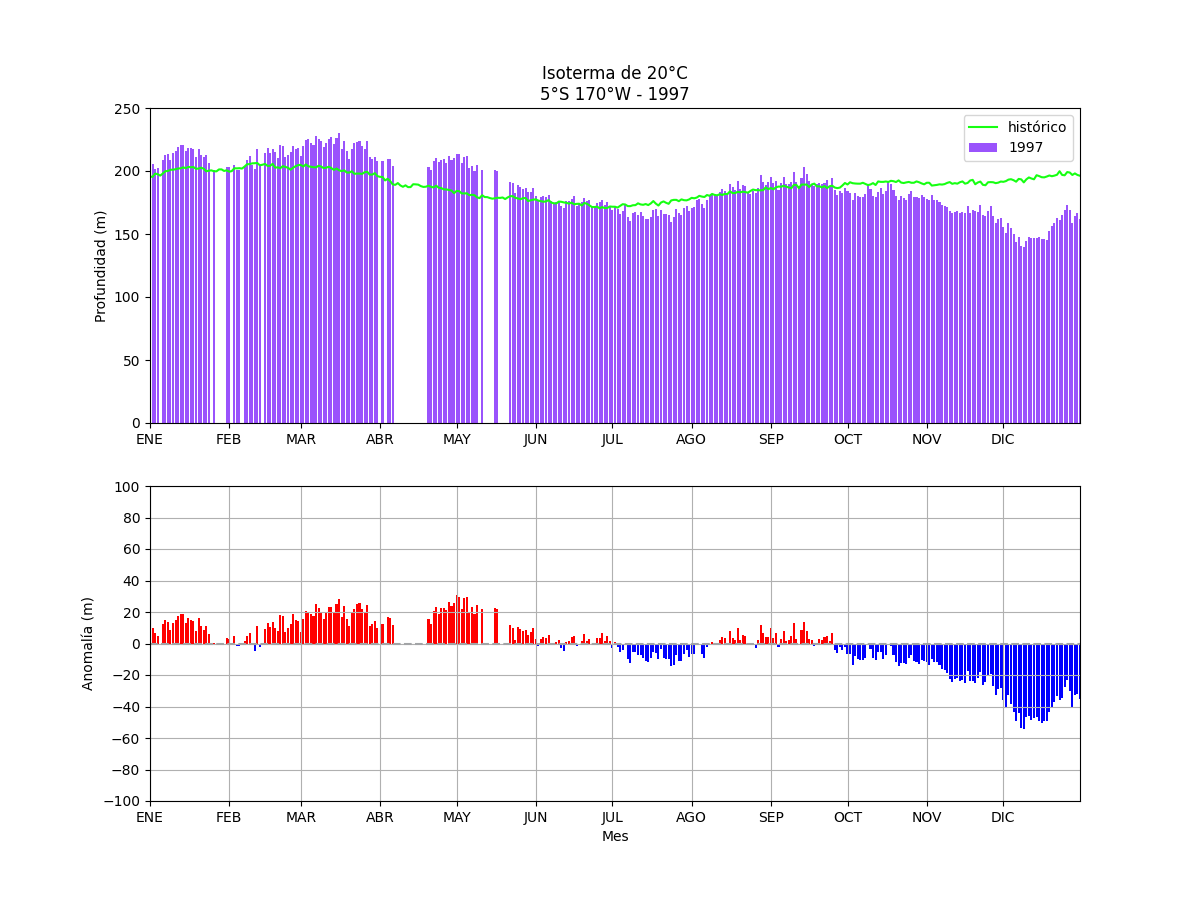 Isoterma de 20°C
5°S 170°W - 1997
Profundidad (m)
250
200
150
100
50
0
histórico
1997
ENE FEB MAR ABR MAY JUN JUL AGO SEP OCT NOV DIC
Anomalía (m)
100
80
60
40
20
0
−20
−40
−60
−80
−100
ENE FEB MAR ABR MAY JUN JUL AGO SEP OCT NOV DIC
Mes